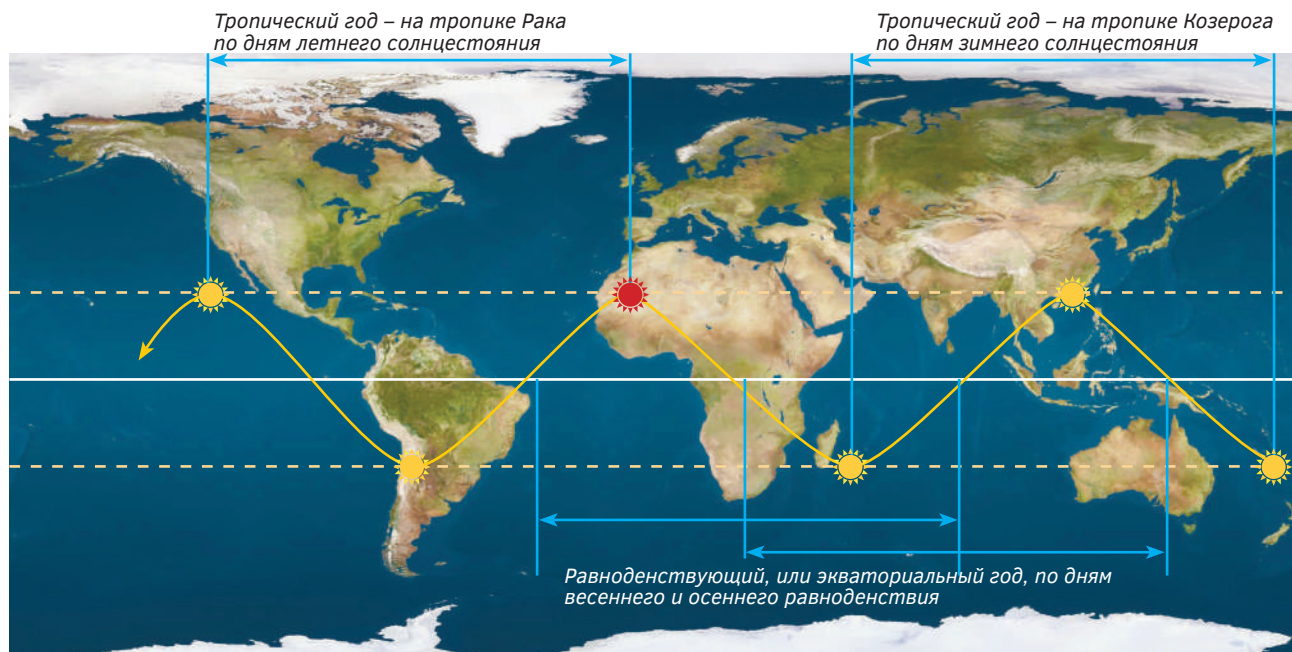 Тропический год – на тропике Рака
по дням летнего солнцестояния
Тропический год – на тропике Козерога
по дням зимнего солнцестояния
Равноденствующий, или экваториальный год, по дням
весеннего и осеннего равноденствия